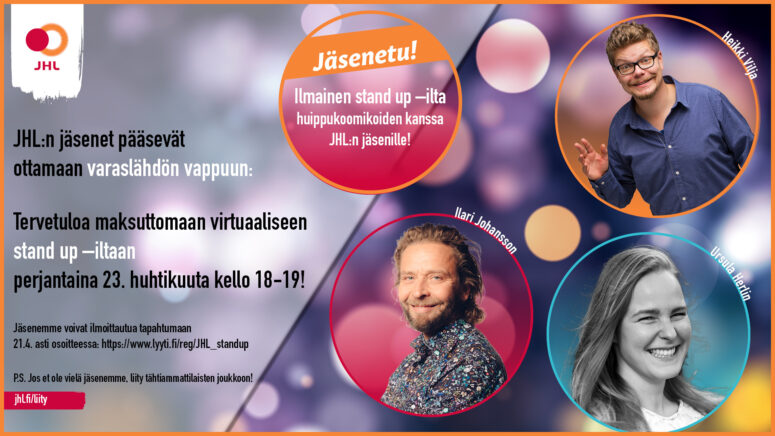 JHL
JHL:n jäsenet pääsevät
ottamaan varaslähdön vappuun:
Tervetuloa maksuttomaan virtuaaliseen
stand up –iltaan
perjantaina 23. huhtikuuta kello 18-19!
Jäsenemme voivat ilmoittautua tapahtumaan
21.4. asti osoitteessa: https://www.lyyti.fi/reg/JHL_standup
P.S. Jos et ole vielä jäsenemme, liity tähtiammattilaisten joukkoon!
jhl.fi/liity
Jäsenetu!
Ilmainen stand up –ilta
huippukoomikoiden kanssa
JHL:n jäsenille!
Heikki Vilja
Ilari Johansson
Ursula Herlin